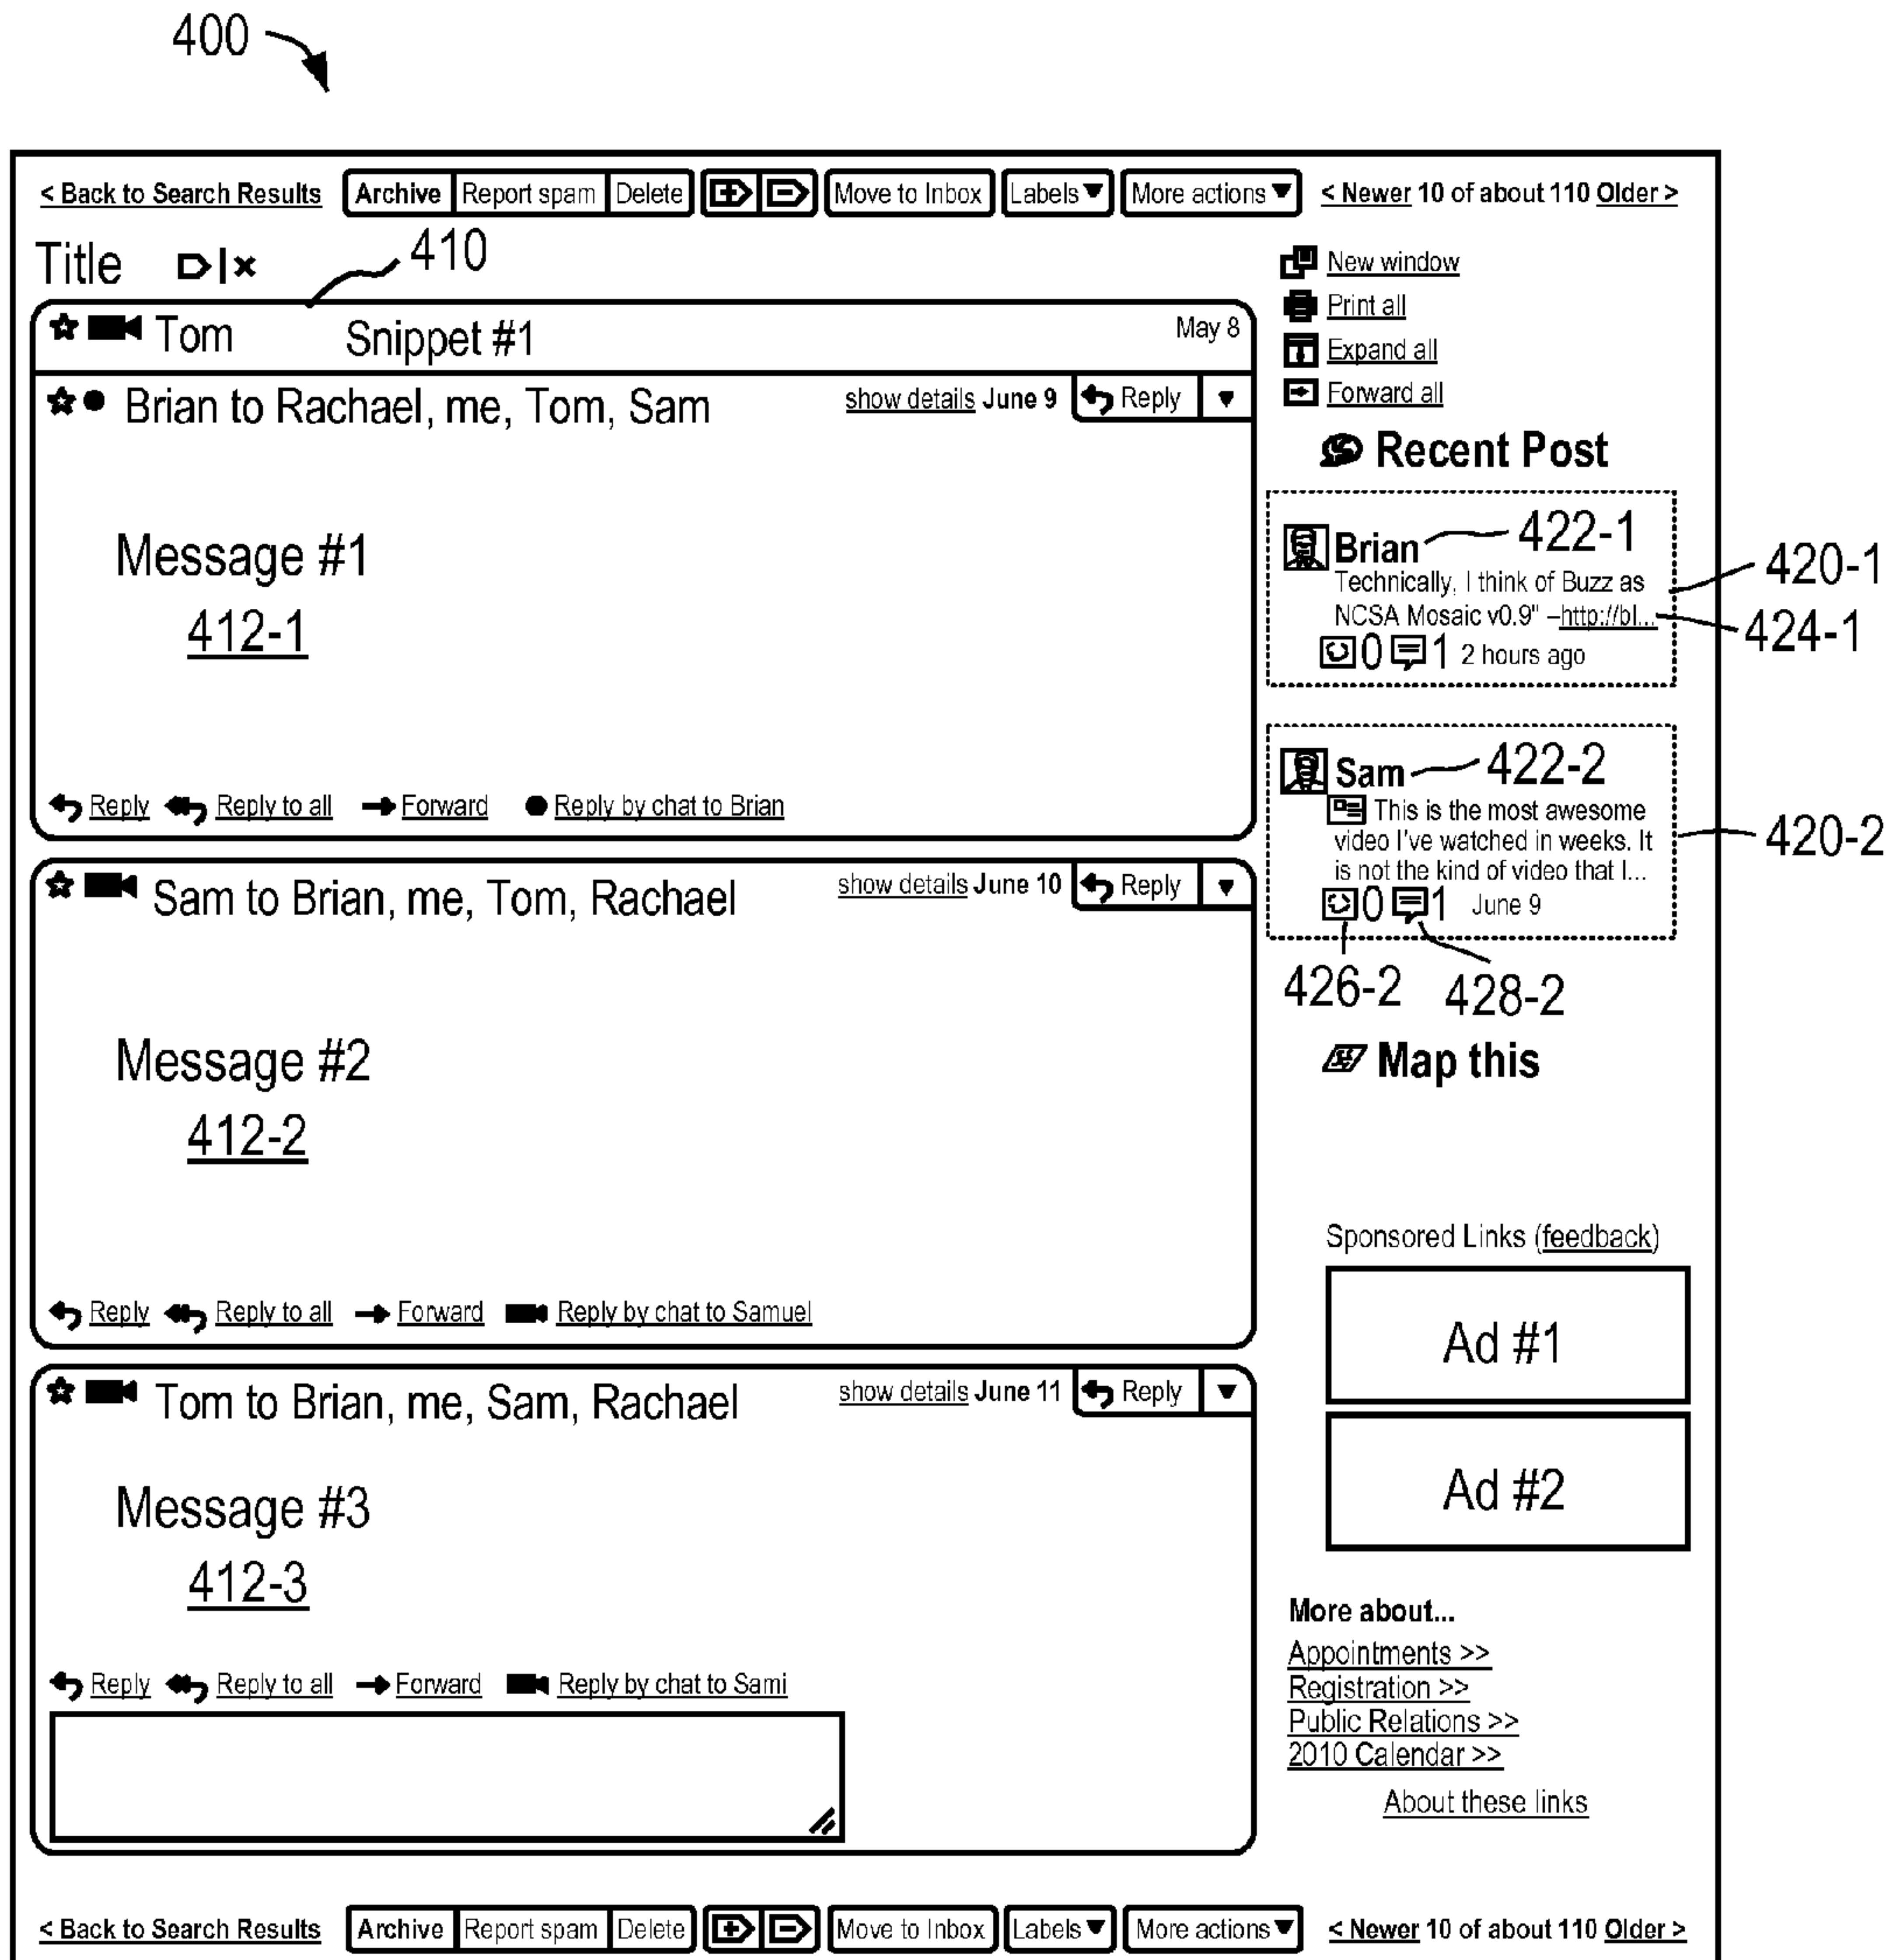 400
< Back to Search Results Archive Report spam Delete Move to Inbox Labels More actions < Newer 10 of about 110 Older >
Title 410
Tom Snippet #1 May 8
Brian to Rachael, me, Tom, Sam show details June 9 Reply
Message #1
412-1
Reply Reply to all Forward Reply by chat to Brian
Sam to Brian, me, Tom, Rachael show details June 10 Reply
Message #2
412-2
Reply Reply to all Forward Reply by chat to Samuel
Tom to Brian, me, Sam, Rachael show details June 11 Reply
Message #3
412-3
Reply Reply to all Forward Reply by chat to Sami
New window
Print all
Expand all
Forward all
Recent Post
Brian 422-1
Technically, I think of Buzz as
NCSA Mosaic v0.9" –http://bl...
0 1 2 hours ago
420-1
424-1
Sam 422-2
This is the most awesome
video I've watched in weeks. It
is not the kind of video that I...
0 1 June 9
420-2
426-2 428-2
Map this
Sponsored Links (feedback)
Ad #1
Ad #2
More about...
Appointments >>
Registration >>
Public Relations >>
2010 Calendar >>
About these links
< Back to Search Results Archive Report spam Delete Move to Inbox Labels More actions < Newer 10 of about 110 Older >